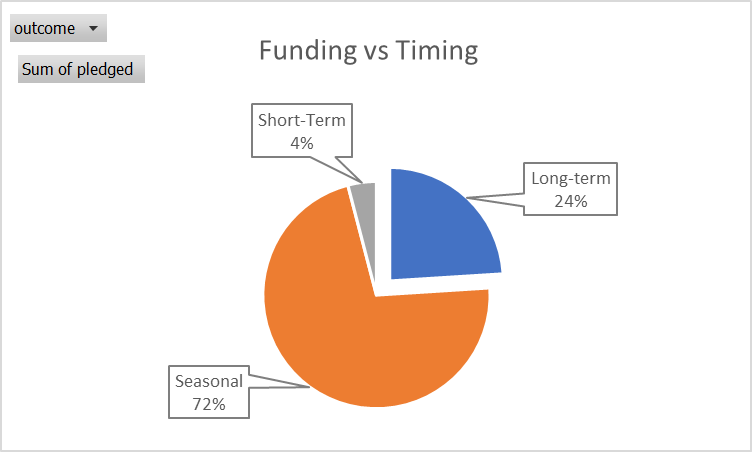 outcome
Funding vs Timing
Sum of pledged
Short-Term
4%
Long-term
24%
Seasonal
72%